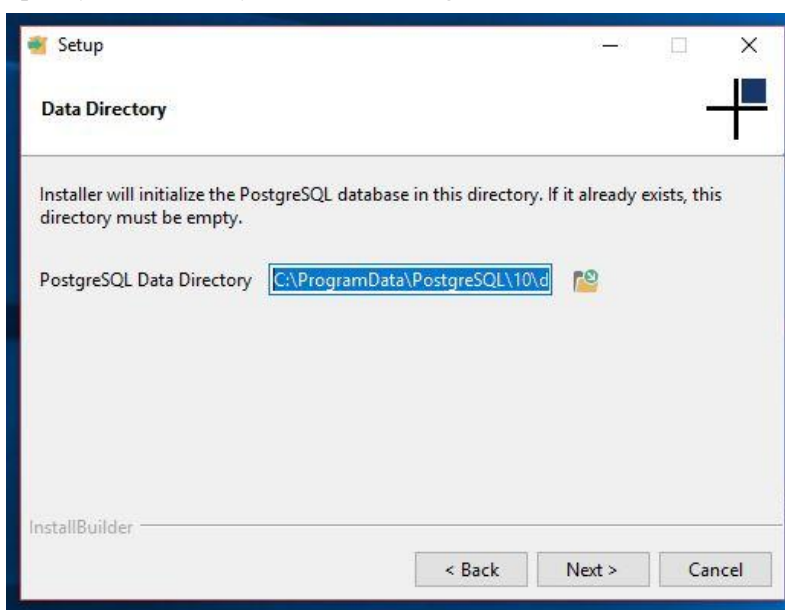 Setup
Data Directory
Installer will initialize the PostgreSQL database in this directory. If it already exists, this
directory must be empty.
PostgreSQL Data Directory C:\ProgramData\PostgreSQL\10\d
InstallBuilder
< Back Next > Cancel